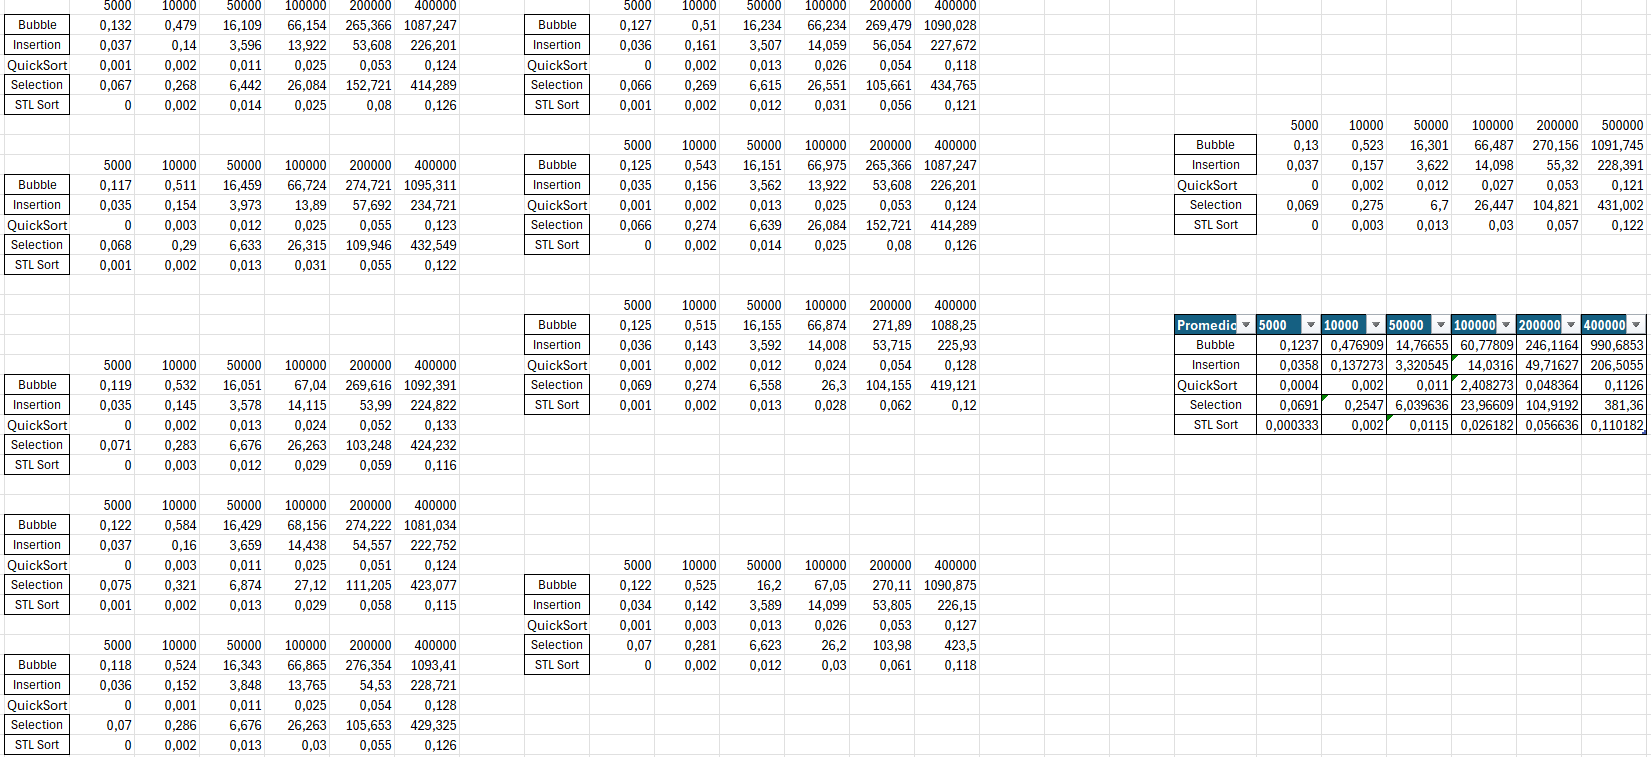 5000 10000 50000 100000 200000 400000
Bubble 0,132 0,479 16,109 66,154 265,366 1087,247
Insertion 0,037 0,14 3,596 13,922 53,608 226,201
QuickSort 0,001 0,002 0,011 0,025 0,053 0,124
Selection 0,067 0,268 6,442 26,084 152,721 414,289
STL Sort 0 0,002 0,014 0,025 0,08 0,126
5000 10000 50000 100000 200000 400000
Bubble 0,117 0,511 16,459 66,724 274,721 1095,311
Insertion 0,035 0,154 3,973 13,89 57,692 234,721
QuickSort 0 0,003 0,012 0,025 0,055 0,123
Selection 0,068 0,29 6,633 26,315 109,946 432,549
STL Sort 0,001 0,002 0,013 0,031 0,055 0,122
5000 10000 50000 100000 200000 400000
Bubble 0,119 0,532 16,051 67,04 269,616 1092,391
Insertion 0,035 0,145 3,578 14,115 53,99 224,822
QuickSort 0 0,002 0,013 0,024 0,052 0,133
Selection 0,071 0,283 6,676 26,263 103,248 424,232
STL Sort 0 0,003 0,012 0,029 0,059 0,116
5000 10000 50000 100000 200000 400000
Bubble 0,122 0,584 16,429 68,156 274,222 1081,034
Insertion 0,037 0,16 3,659 14,438 54,557 222,752
QuickSort 0 0,003 0,011 0,025 0,051 0,124
Selection 0,075 0,321 6,874 27,12 111,205 423,077
STL Sort 0,001 0,002 0,013 0,029 0,058 0,115
5000 10000 50000 100000 200000 400000
Bubble 0,118 0,524 16,343 66,865 276,354 1093,41
Insertion 0,036 0,152 3,848 13,765 54,53 228,721
QuickSort 0 0,001 0,011 0,025 0,054 0,128
Selection 0,07 0,286 6,676 26,263 105,653 429,325
STL Sort 0 0,002 0,013 0,03 0,055 0,126
5000 10000 50000 100000 200000 400000
Bubble 0,127 0,51 16,234 66,234 269,479 1090,028
Insertion 0,036 0,161 3,507 14,059 56,054 227,672
QuickSort 0 0,002 0,013 0,026 0,054 0,118
Selection 0,066 0,269 6,615 26,551 105,661 434,765
STL Sort 0,001 0,002 0,012 0,031 0,056 0,121
5000 10000 50000 100000 200000 400000
Bubble 0,125 0,543 16,151 66,975 265,366 1087,247
Insertion 0,035 0,156 3,562 13,922 53,608 226,201
QuickSort 0,001 0,002 0,013 0,025 0,053 0,124
Selection 0,066 0,274 6,639 26,084 152,721 414,289
STL Sort 0 0,002 0,014 0,025 0,08 0,126
5000 10000 50000 100000 200000 400000
Bubble 0,125 0,515 16,155 66,874 271,89 1088,25
Insertion 0,036 0,143 3,592 14,008 53,715 225,93
QuickSort 0,001 0,002 0,012 0,024 0,054 0,128
Selection 0,069 0,274 6,558 26,3 104,155 419,121
STL Sort 0,001 0,002 0,013 0,028 0,062 0,12
5000 10000 50000 100000 200000 400000
Bubble 0,122 0,525 16,2 67,05 270,11 1090,875
Insertion 0,034 0,142 3,589 14,099 53,805 226,15
QuickSort 0,001 0,003 0,013 0,026 0,053 0,127
Selection 0,07 0,281 6,623 26,2 103,98 423,5
STL Sort 0 0,002 0,012 0,03 0,061 0,118
5000 10000 50000 100000 200000 500000
Bubble 0,13 0,523 16,301 66,487 270,156 1091,745
Insertion 0,037 0,157 3,622 14,098 55,32 228,391
QuickSort 0 0,002 0,012 0,027 0,053 0,121
Selection 0,069 0,275 6,7 26,447 104,821 431,002
STL Sort 0 0,003 0,013 0,03 0,057 0,122
Promedio 5000 10000 50000 100000 200000 400000
Bubble 0,1237 0,476909 14,76655 60,77809 246,1164 990,6853
Insertion 0,0358 0,137273 3,320545 14,0316 49,71627 206,5055
QuickSort 0,0004 0,002 0,011 2,408273 0,048364 0,1126
Selection 0,0691 0,2547 6,039636 23,96609 104,9192 381,36
STL Sort 0,000333 0,002 0,0115 0,026182 0,056636 0,110182